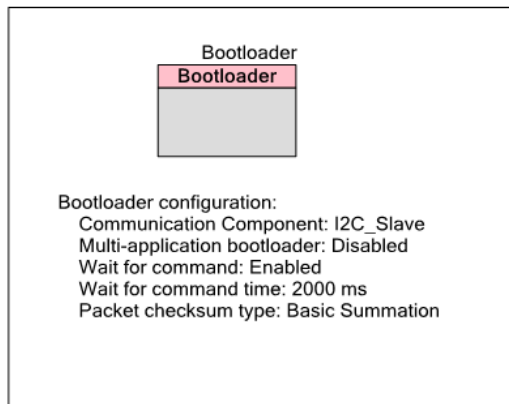 Bootloader
Bootloader
Bootloader configuration:
Communication Component: I2C_Slave
Multi-application bootloader: Disabled
Wait for command: Enabled
Wait for command time: 2000 ms
Packet checksum type: Basic Summation